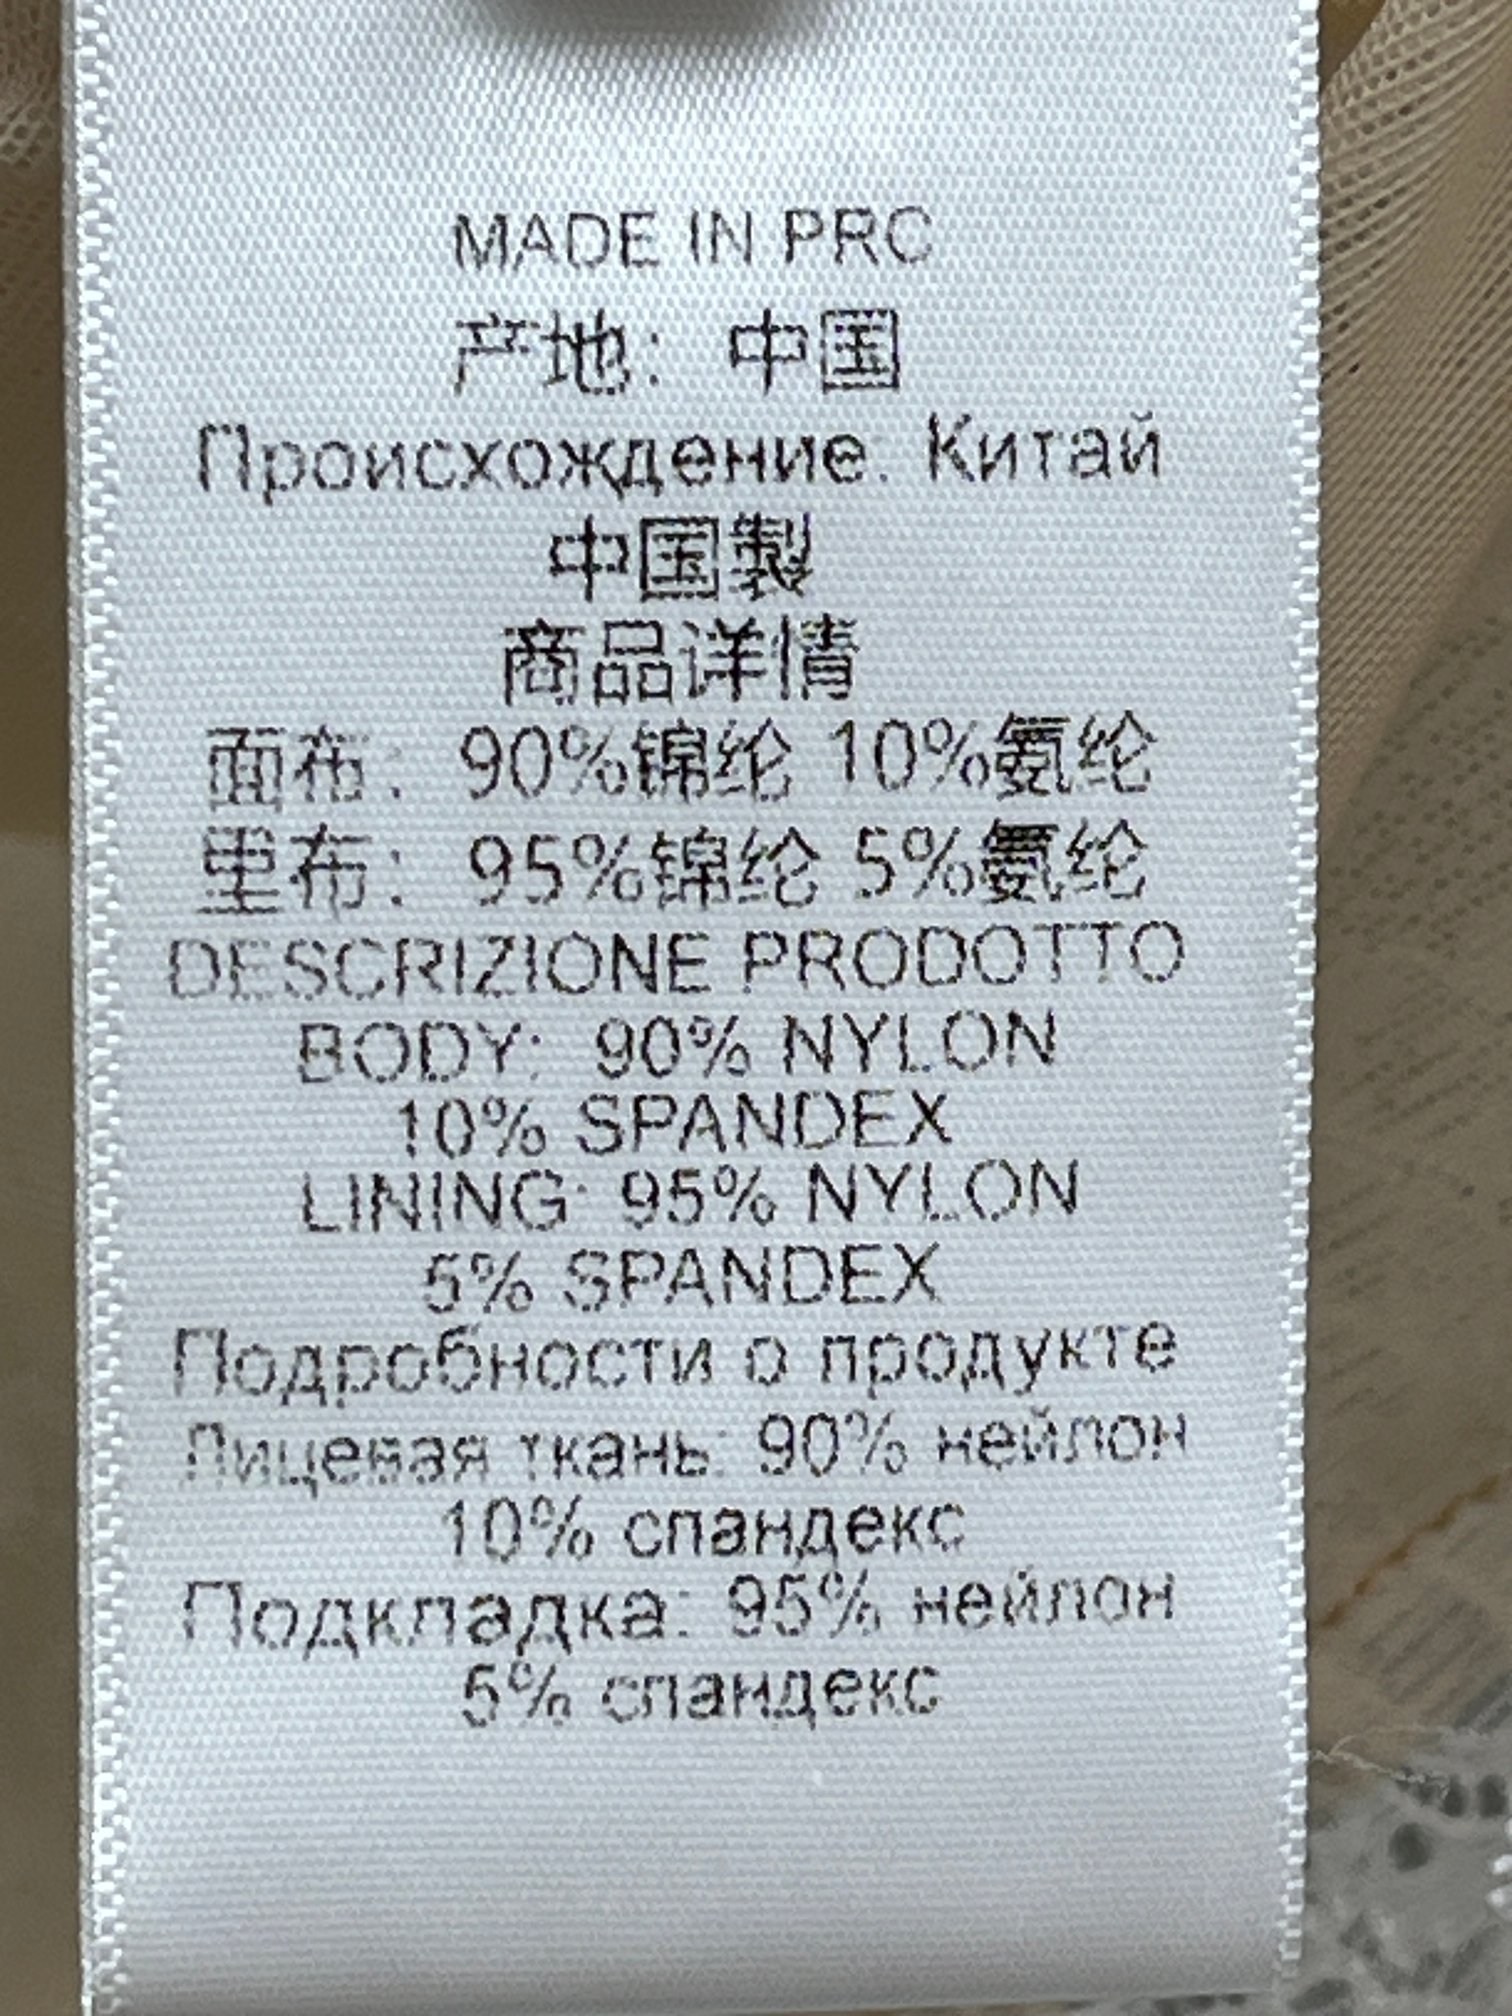 MADE IN PRC
产地： 中国
Происхождение: Китай
中国製
商品详情
面布： 90%锦纶 10%氨纶
里布： 95%锦纶 5%氨纶
DESCRIZIONE PRODOTTO
BODY: 90% NYLON
10% SPANDEX
LINING: 95% NYLON
5% SPANDEX
Подробности о продукте
Лицевая ткань: 90% нейлон
10% спандекс
Подкладка: 95% нейлон
5% спандекс